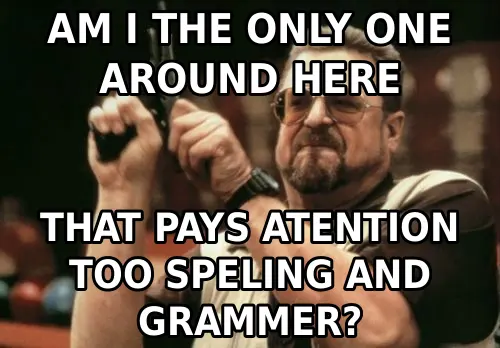 AM I THE ONLY ONE
AROUND HERE
THAT PAYS ATENTION
TOO SPELING AND
GRAMMER?